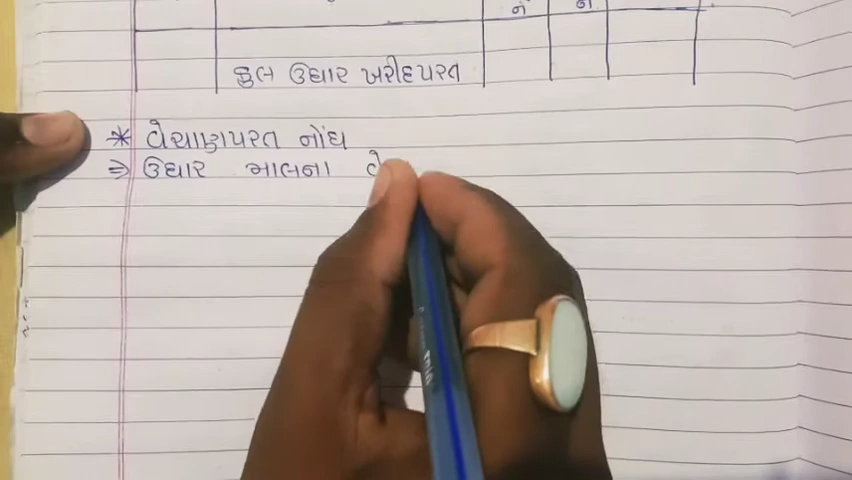 નં નં
કુલ ઉધાર ખરીદપરત
* વેચાણપરત નોંધ
⇒ ઉધાર માલના વે